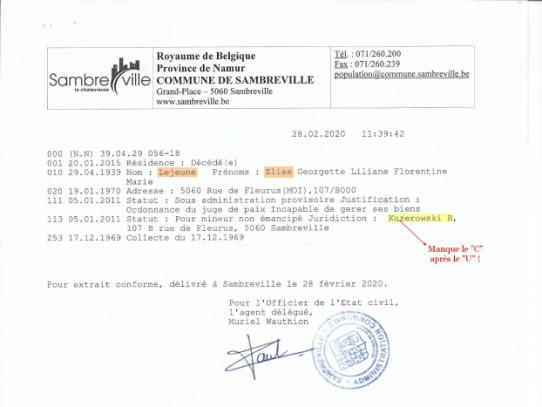 Sambreville
la chaleureuse
Royaume de Belgique
Province de Namur
COMMUNE DE SAMBREVILLE
Grand-Place – 5060 Sambreville
www.sambreville.be
Tél. : 071/260.200
Fax : 071/260.239
population@commune.sambreville.be
28.02.2020 11:39:42
000 (N.N) 39.04.29 056-18
001 20.01.2015 Résidence : Décédé(e)
010 29.04.1939 Nom : Lejeune Prénoms : Elise Georgette Liliane Florentine
Marie
020 19.01.1970 Adresse : 5060 Rue de Fleurus(MOI),107/B000
111 05.01.2011 Statut : Sous administration provisoire Justification :
Ordonnance du juge de paix Incapable de gerer ses biens
113 05.01.2011 Statut : Pour mineur non émancipé Juridiction : Kuzerowski B,
107 B rue de Fleurus, 5060 Sambreville
253 17.12.1969 Collecte du 17.12.1969
Manque le "C"
après le "U" !
Pour extrait conforme, délivré à Sambreville le 28 février 2020.
Pour l'Officier de l'Etat civil,
l'agent délégué,
Muriel Wauthion